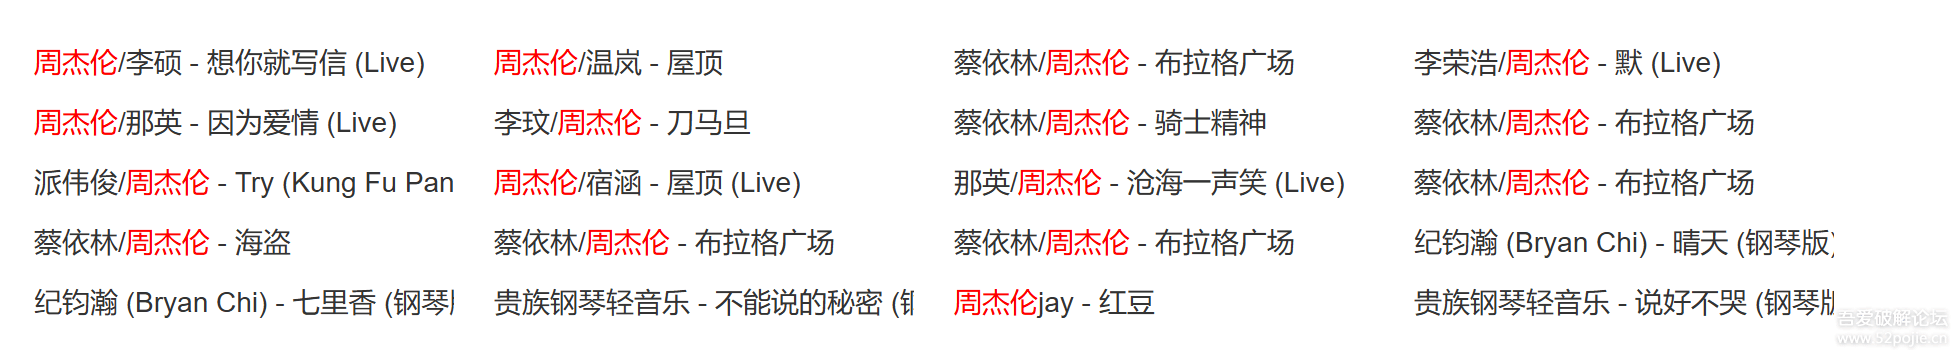 周杰伦/李硕 - 想你就写信 (Live) 周杰伦/温岚 - 屋顶 蔡依林/周杰伦 - 布拉格广场 李荣浩/周杰伦 - 默 (Live)
周杰伦/那英 - 因为爱情 (Live) 李玟/周杰伦 - 刀马旦 蔡依林/周杰伦 - 骑士精神 蔡依林/周杰伦 - 布拉格广场
派伟俊/周杰伦 - Try (Kung Fu Pan 周杰伦/宿涵 - 屋顶 (Live) 那英/周杰伦 - 沧海一声笑 (Live) 蔡依林/周杰伦 - 布拉格广场
蔡依林/周杰伦 - 海盗 蔡依林/周杰伦 - 布拉格广场 蔡依林/周杰伦 - 布拉格广场 纪钧瀚 (Bryan Chi) - 晴天 (钢琴版)
纪钧瀚 (Bryan Chi) - 七里香 (钢琴 贵族钢琴轻音乐 - 不能说的秘密 ( 周杰伦jay - 红豆 贵族钢琴轻音乐 - 说好不哭 (钢琴版
吾爱破解论坛
www.52pojie.cn